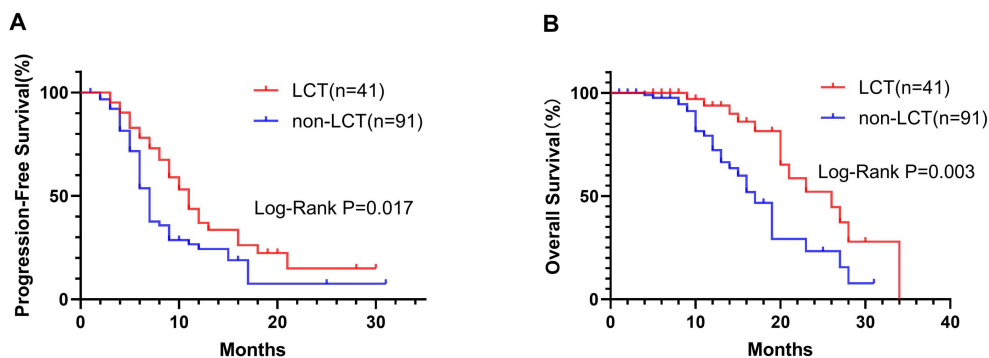 A
Progression-Free Survival(%)
100
50
0
LCT(n=41)
non-LCT(n=91)
Log-Rank P=0.017
0 10 20 30
Months
B
Overall Survival (%)
100
50
0
LCT(n=41)
non-LCT(n=91)
Log-Rank P=0.003
0 10 20 30 40
Months